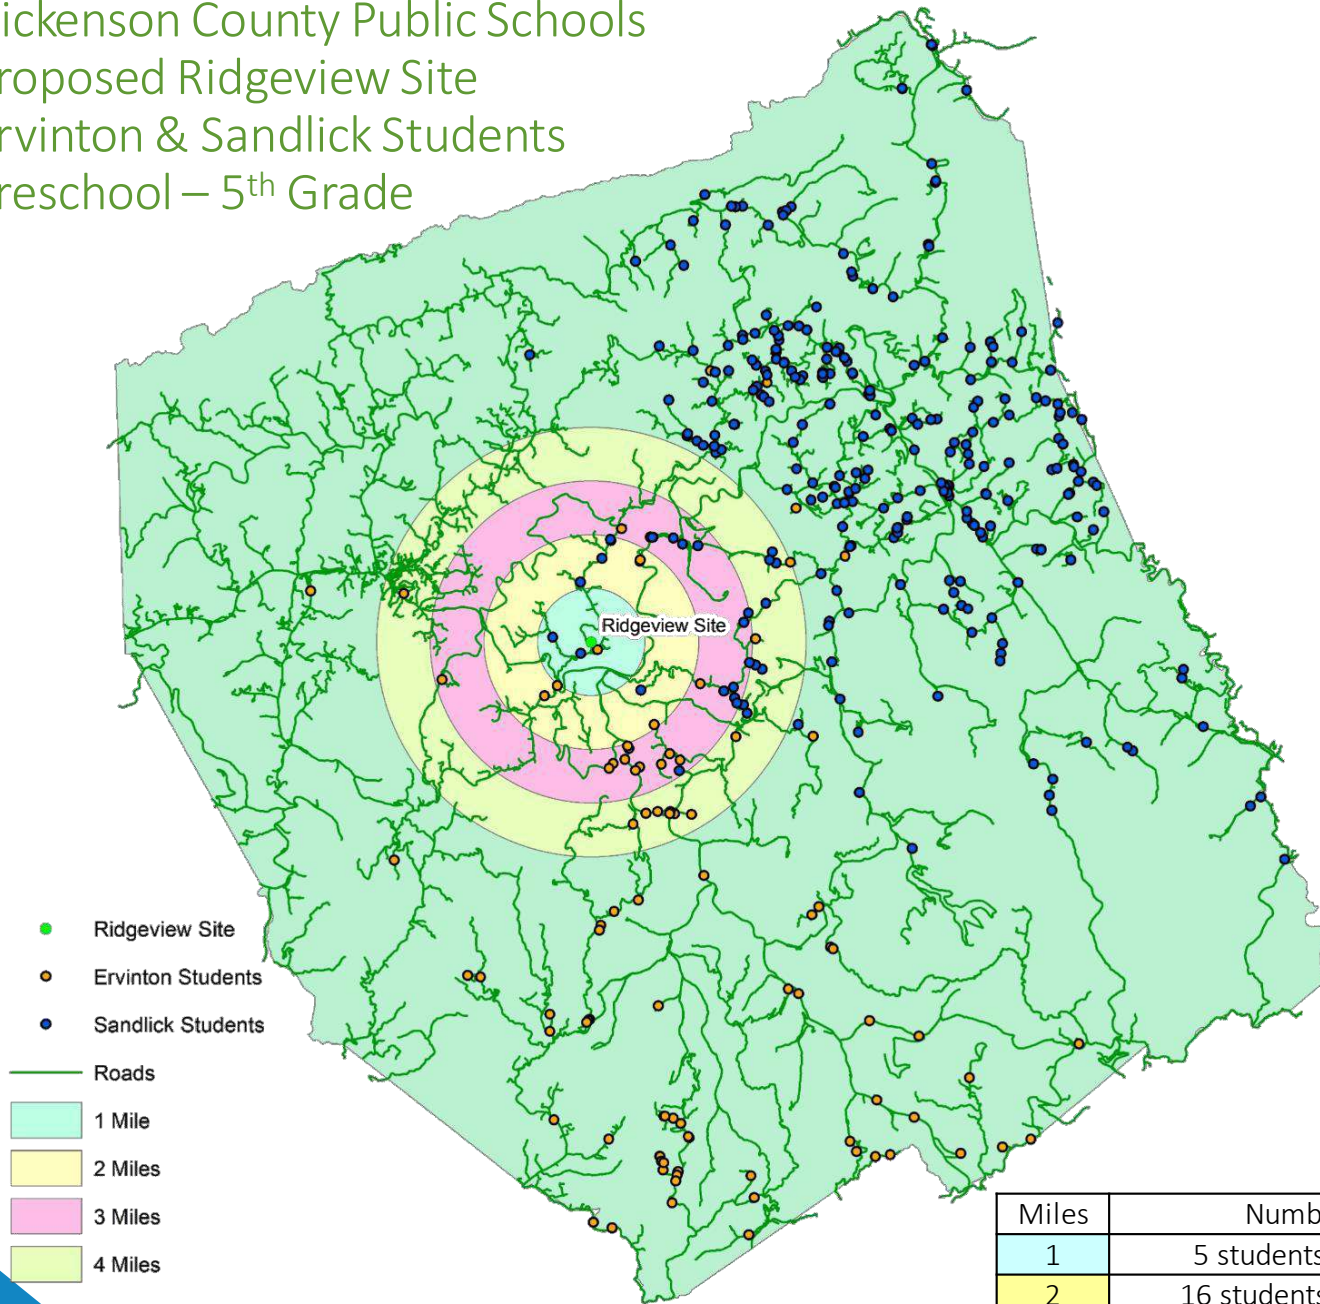 ickenson County Public Schools
roposed Ridgeview Site
rvinton & Sandlick Students
reschool – 5th Grade
Ridgeview Site
Ridgeview Site
Ervinton Students
Sandlick Students
Roads
1 Mile
2 Miles
3 Miles
4 Miles
Miles Numb
1 5 students
2 16 students